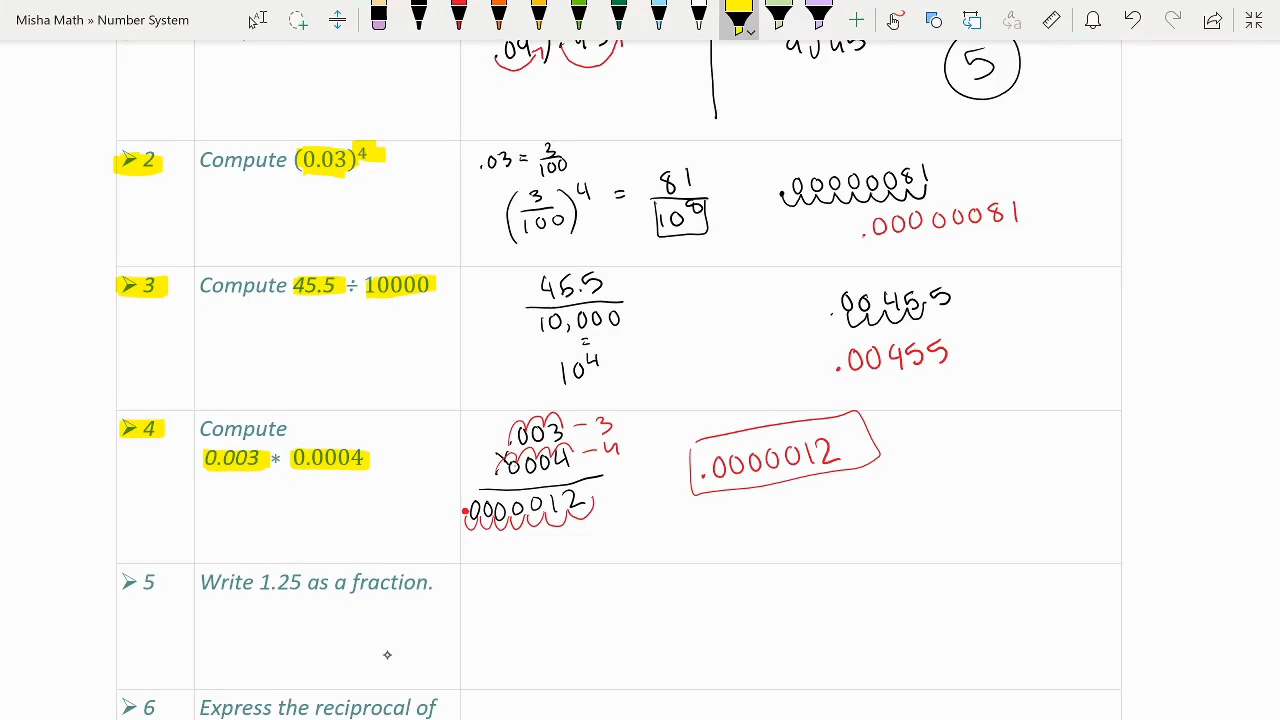 Misha Math » Number System
5
➢ 2
Compute (0.03)⁴
.03 = 3/100
(3/100)⁴ = 81/10⁸
.00000081
.00000081
➢ 3
Compute 45.5 ÷ 10000
45.5
10,000
=
10⁴
.0045.5
.00455
➢ 4
Compute
0.003 * 0.0004
.003 – 3
x .0004 – 4
.0000012
.0000012
➢ 5
Write 1.25 as a fraction.
➢ 6
Express the reciprocal of